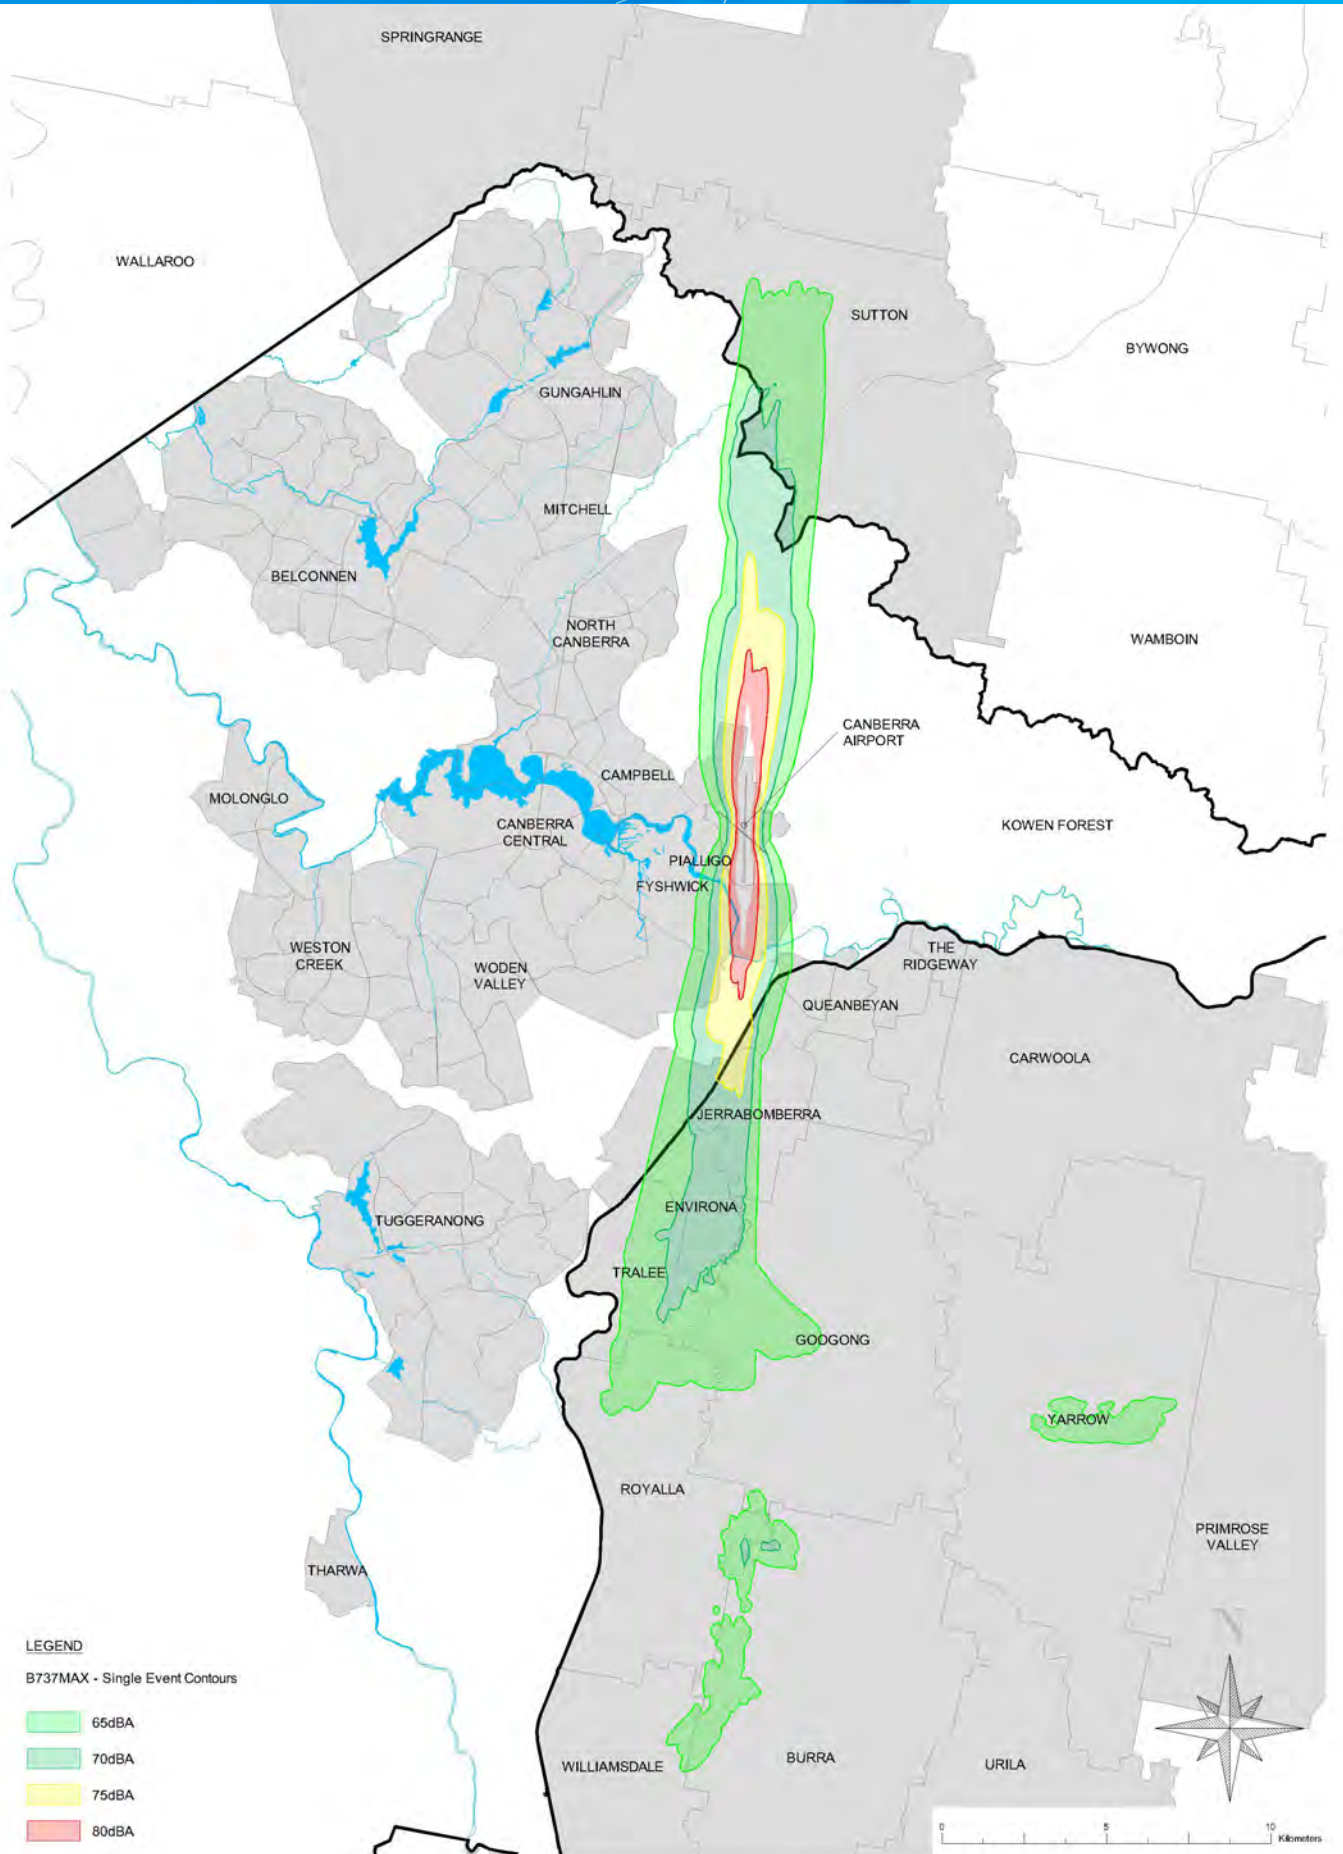 SPRINGRANGE
WALLAROO
SUTTON
BYWONG
GUNGAHLIN
MITCHELL
BELCONNEN
NORTH
CANBERRA
WAMBOIN
CANBERRA
AIRPORT
CAMPBELL
MOLONGLO
CANBERRA
CENTRAL
KOWEN FOREST
PIALLIGO
FYSHWICK
WESTON
CREEK
WODEN
VALLEY
THE
RIDGEWAY
QUEANBEYAN
CARWOOLA
JERRABOMBERRA
ENVIRONA
TUGGERANONG
TRALEE
GOOGONG
YARROW
ROYALLA
PRIMROSE
VALLEY
THARWA
WILLIAMSDALE
BURRA
URILA
LEGEND
B737MAX - Single Event Contours
65dBA
70dBA
75dBA
80dBA
N
0 5 10
Kilometers